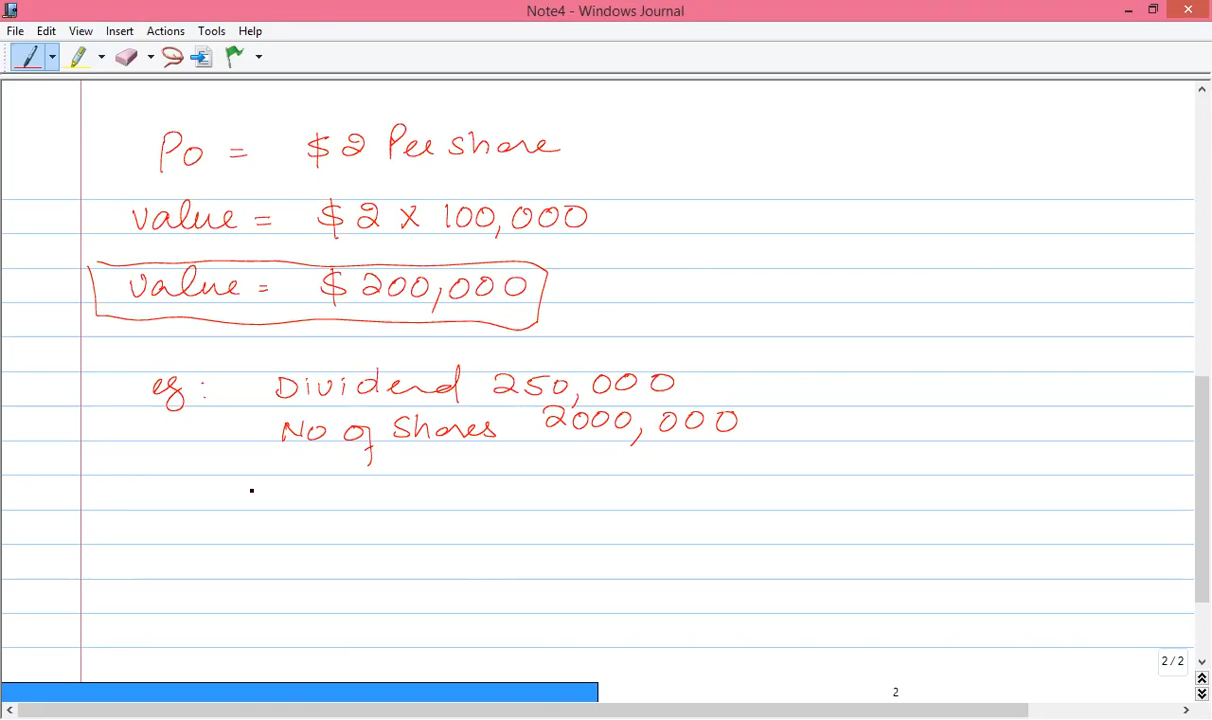 Note4 - Windows Journal
File Edit View Insert Actions Tools Help
Po = $2 Per share
value = $2 x 100,000
value = $200,000
eg: Dividend 250,000
No of Shares 2000,000
2 / 2
2